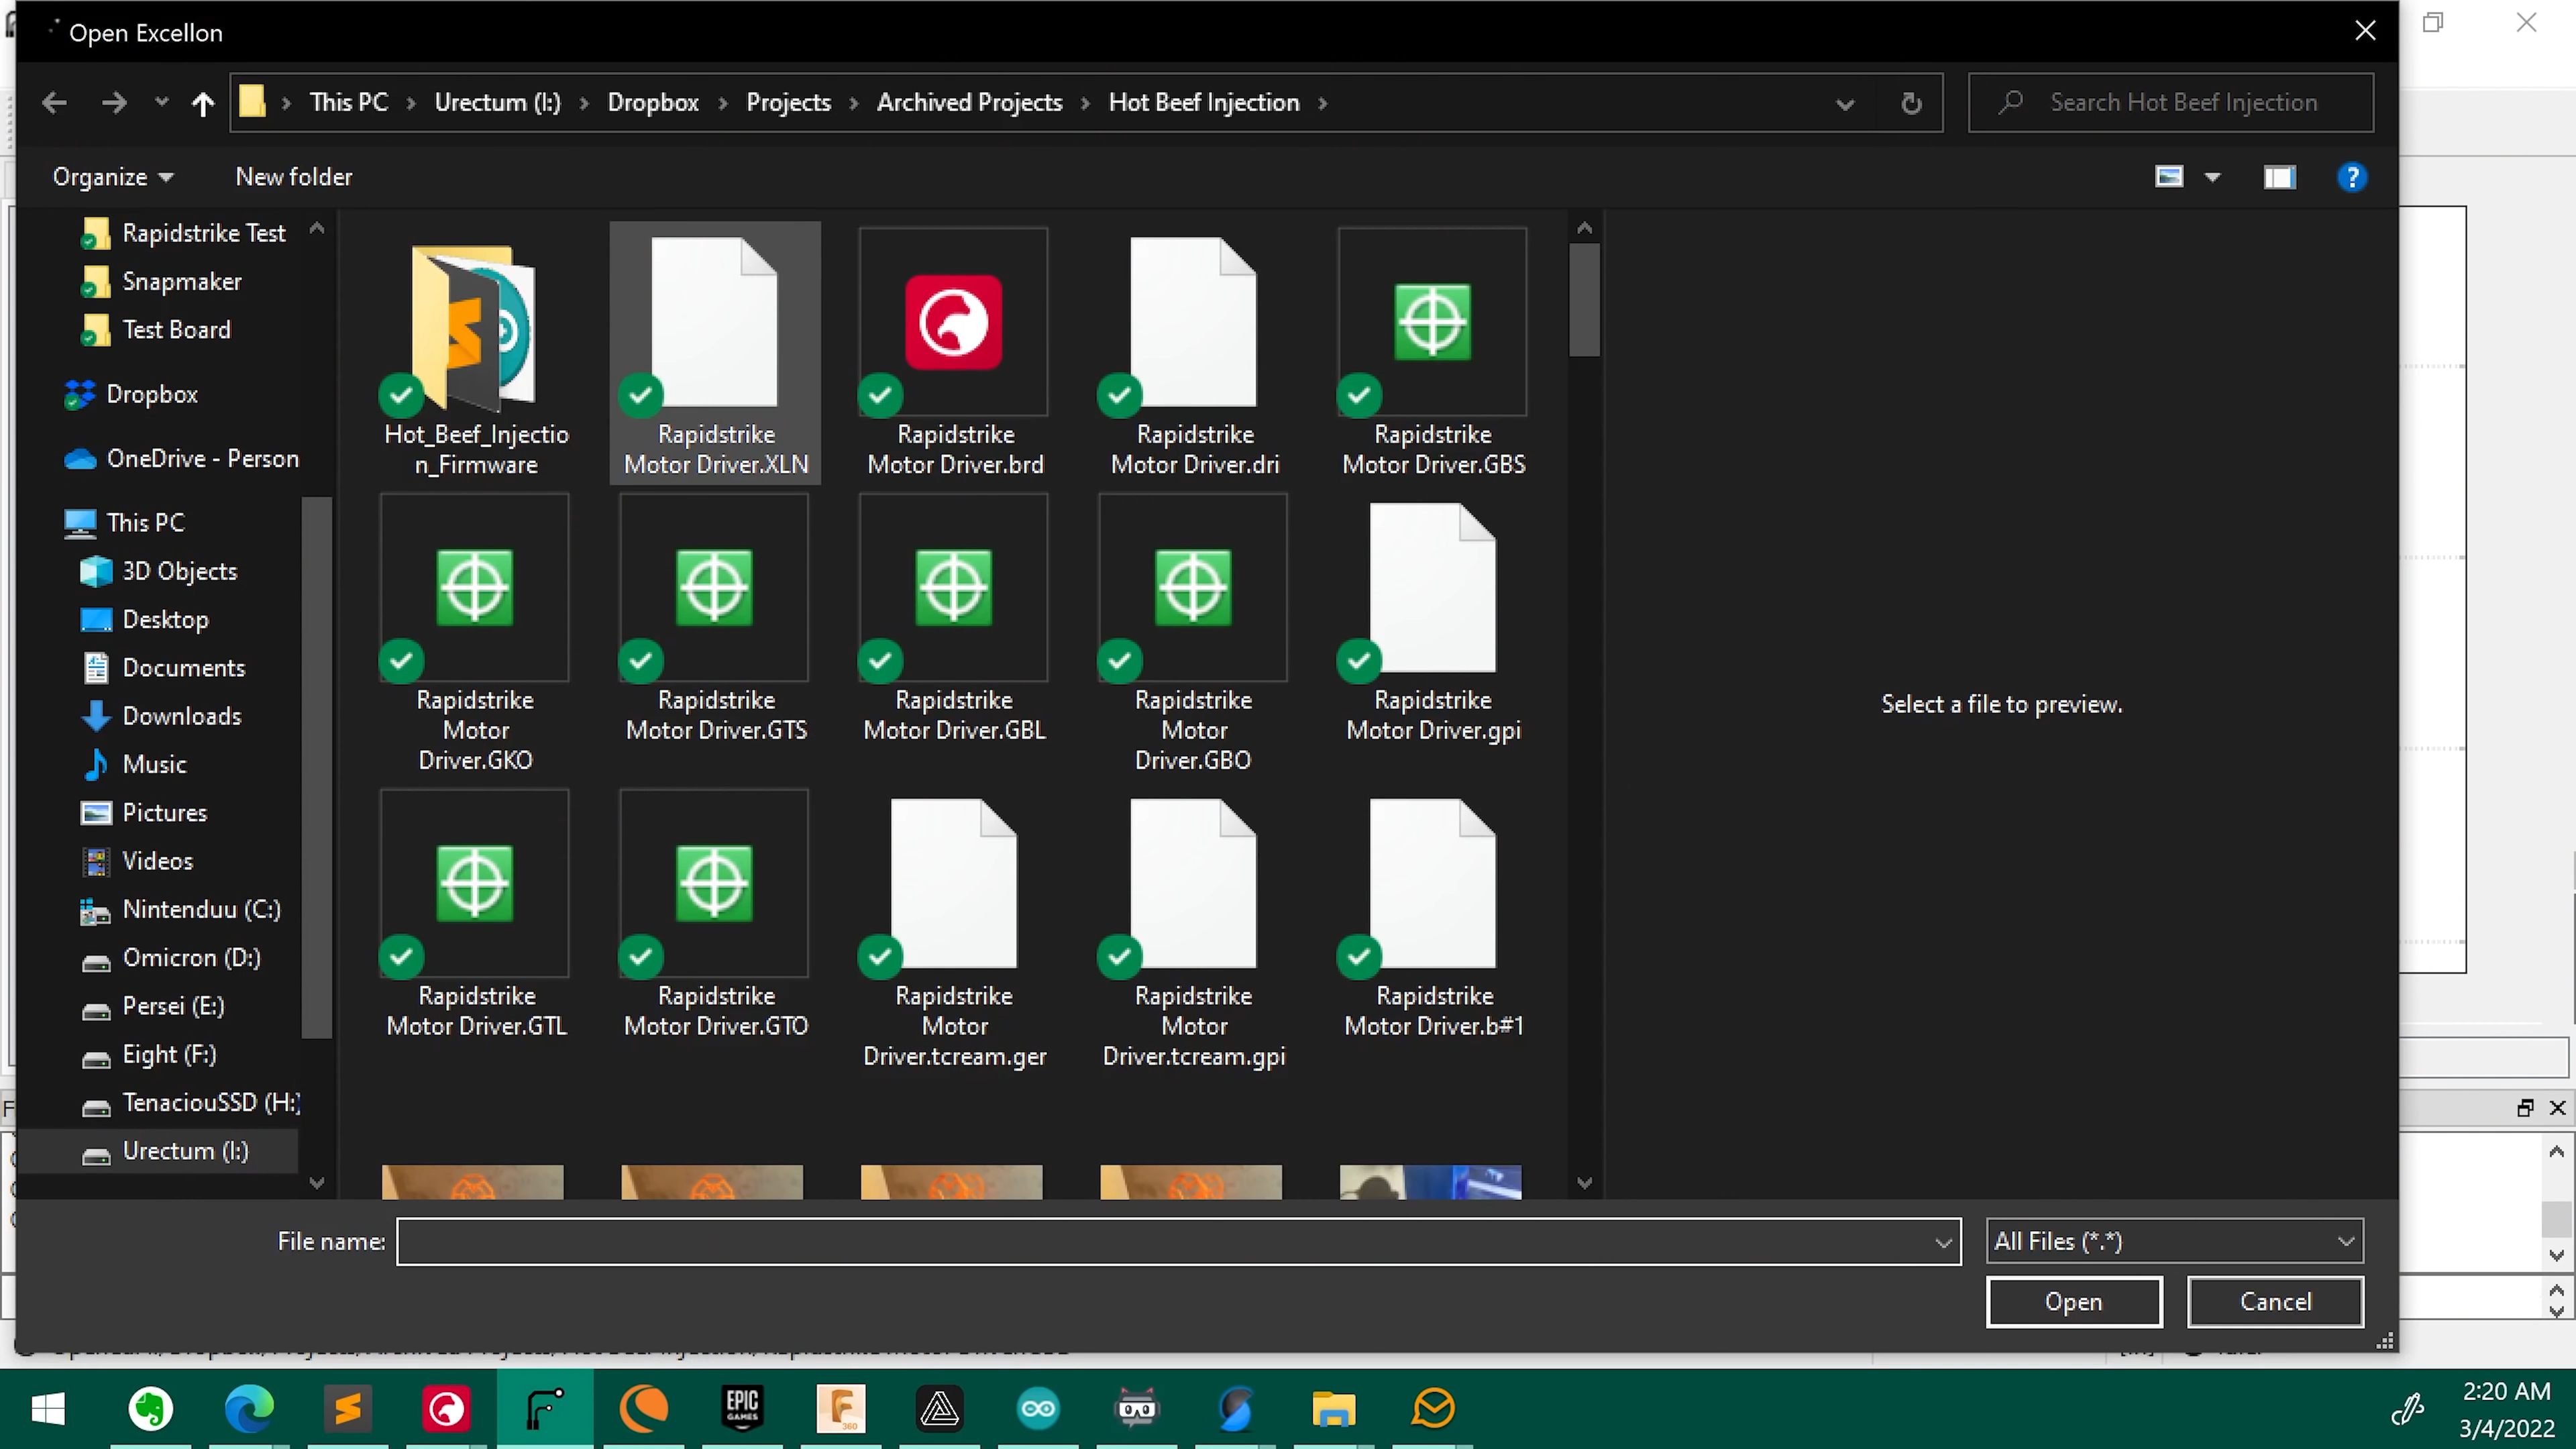 Open Excellon
This PC > Urectum (I:) > Dropbox > Projects > Archived Projects > Hot Beef Injection >
Search Hot Beef Injection
Organize
New folder
Rapidstrike Test
Snapmaker
Test Board
Dropbox
OneDrive - Person
This PC
3D Objects
Desktop
Documents
Downloads
Music
Pictures
Videos
Nintenduu (C:)
Omicron (D:)
Persei (E:)
Eight (F:)
TenaciouSSD (H:)
Urectum (I:)
Hot_Beef_Injectio
n_Firmware
Rapidstrike
Motor Driver.XLN
Rapidstrike
Motor Driver.brd
Rapidstrike
Motor Driver.dri
Rapidstrike
Motor Driver.GBS
Rapidstrike
Motor
Driver.GKO
Rapidstrike
Motor Driver.GTS
Rapidstrike
Motor Driver.GBL
Rapidstrike
Motor
Driver.GBO
Rapidstrike
Motor Driver.gpi
Rapidstrike
Motor Driver.GTL
Rapidstrike
Motor Driver.GTO
Rapidstrike
Motor
Driver.tcream.ger
Rapidstrike
Motor
Driver.tcream.gpi
Rapidstrike
Motor Driver.b#1
Select a file to preview.
File name:
All Files (*.*)
Open
Cancel
EPIC
GAMES
360
2:20 AM
3/4/2022